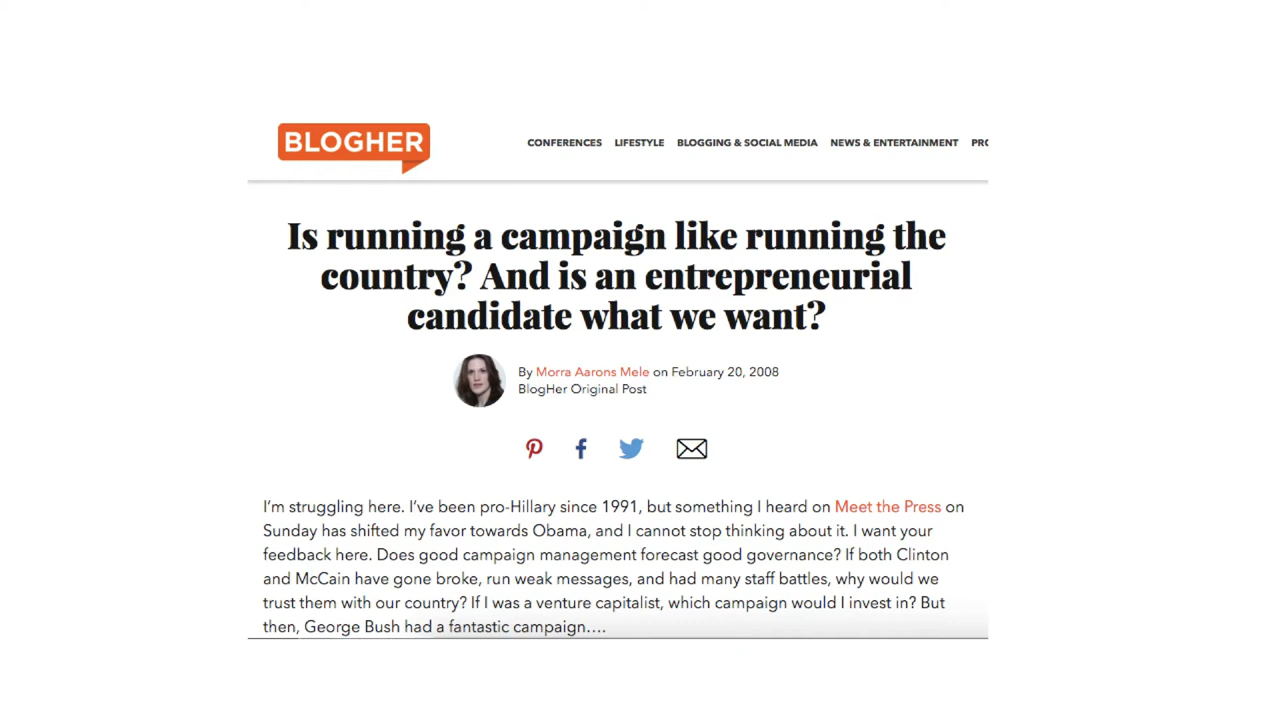 BLOGHER
CONFERENCES LIFESTYLE BLOGGING & SOCIAL MEDIA NEWS & ENTERTAINMENT PRO
Is running a campaign like running the
country? And is an entrepreneurial
candidate what we want?
By Morra Aarons Mele on February 20, 2008
BlogHer Original Post
I'm struggling here. I've been pro-Hillary since 1991, but something I heard on Meet the Press on
Sunday has shifted my favor towards Obama, and I cannot stop thinking about it. I want your
feedback here. Does good campaign management forecast good governance? If both Clinton
and McCain have gone broke, run weak messages, and had many staff battles, why would we
trust them with our country? If I was a venture capitalist, which campaign would I invest in? But
then, George Bush had a fantastic campaign....